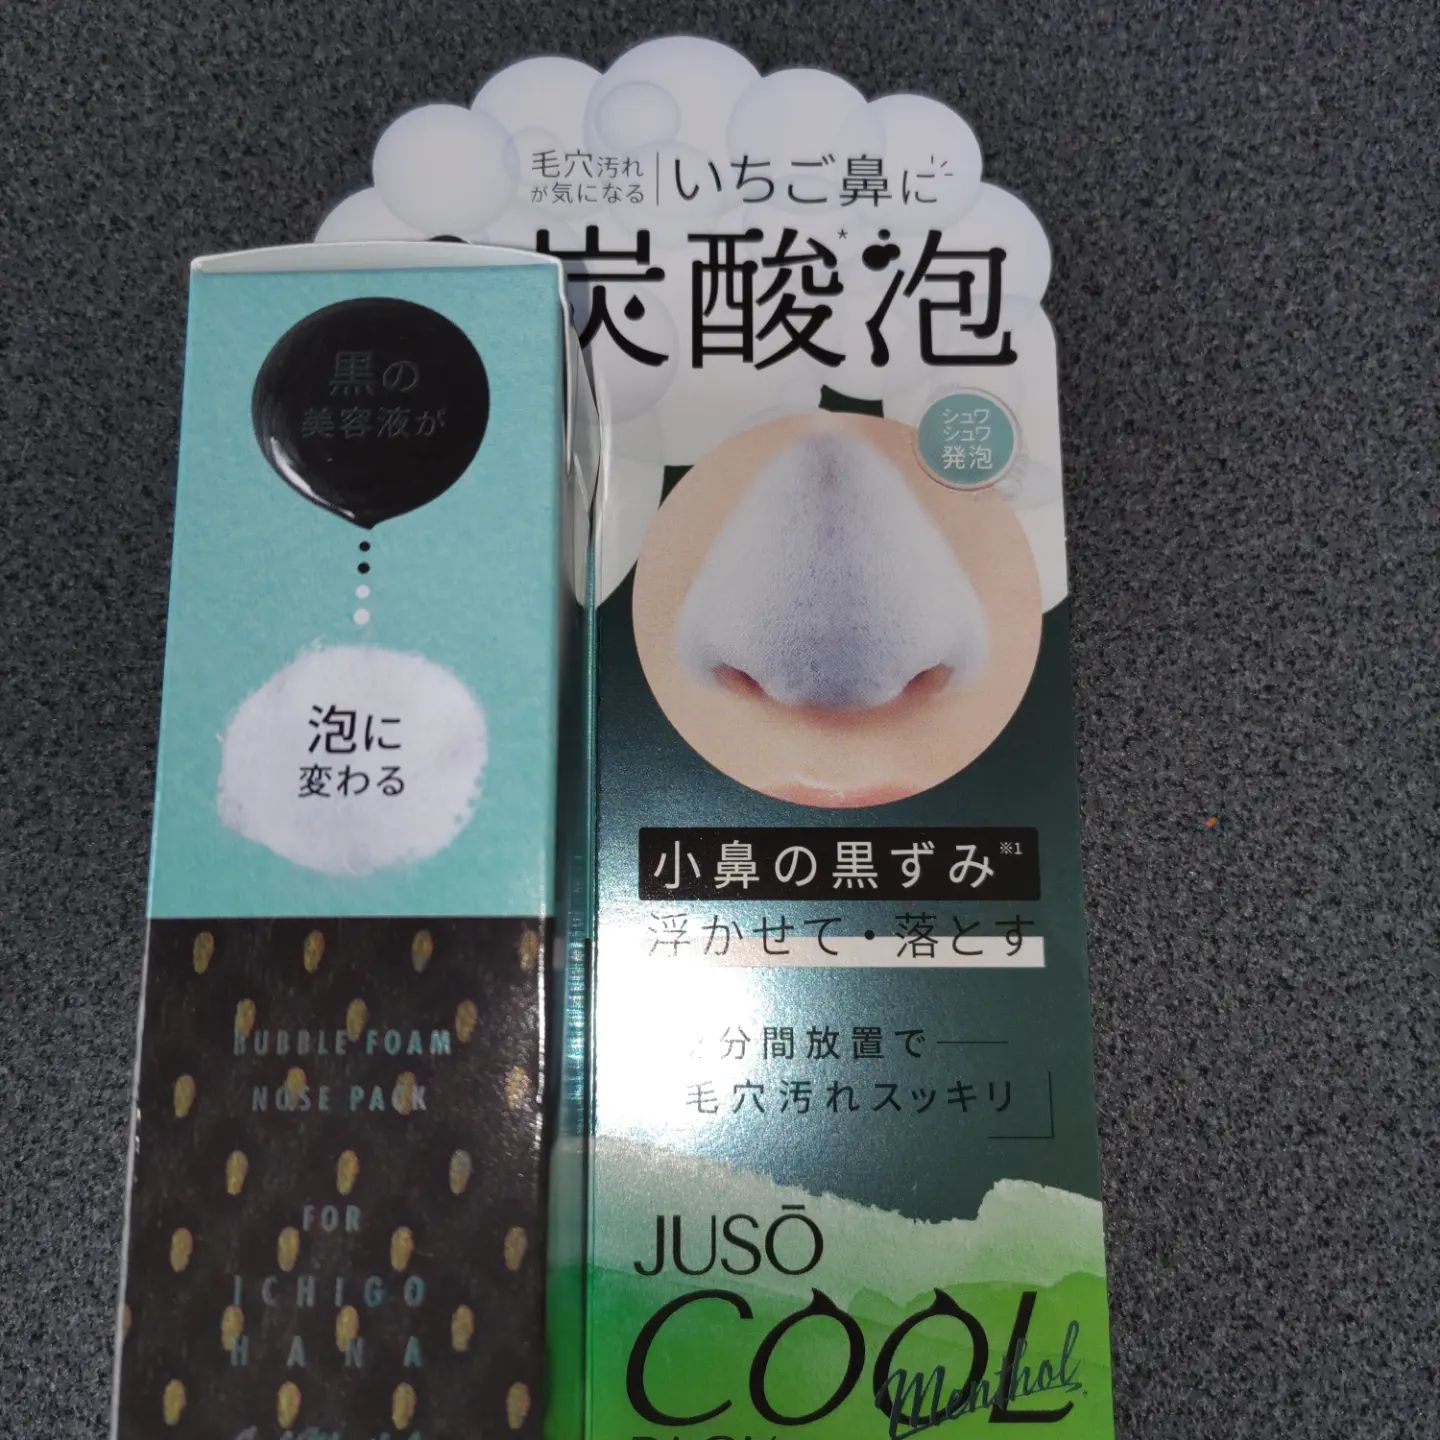 黒の
美容液が
泡に
変わる
BUBBLE FOAM
NOSE PACK
FOR
ICHIGO
HANA
毛穴汚れ
が気になる
いちご鼻に
炭酸*泡
シュワ
シュワ
発泡
小鼻の黒ずみ※1
浮かせて・落とす
分間放置で
毛穴汚れスッキリ
JUSŌ
COOL
Menthol
PACK